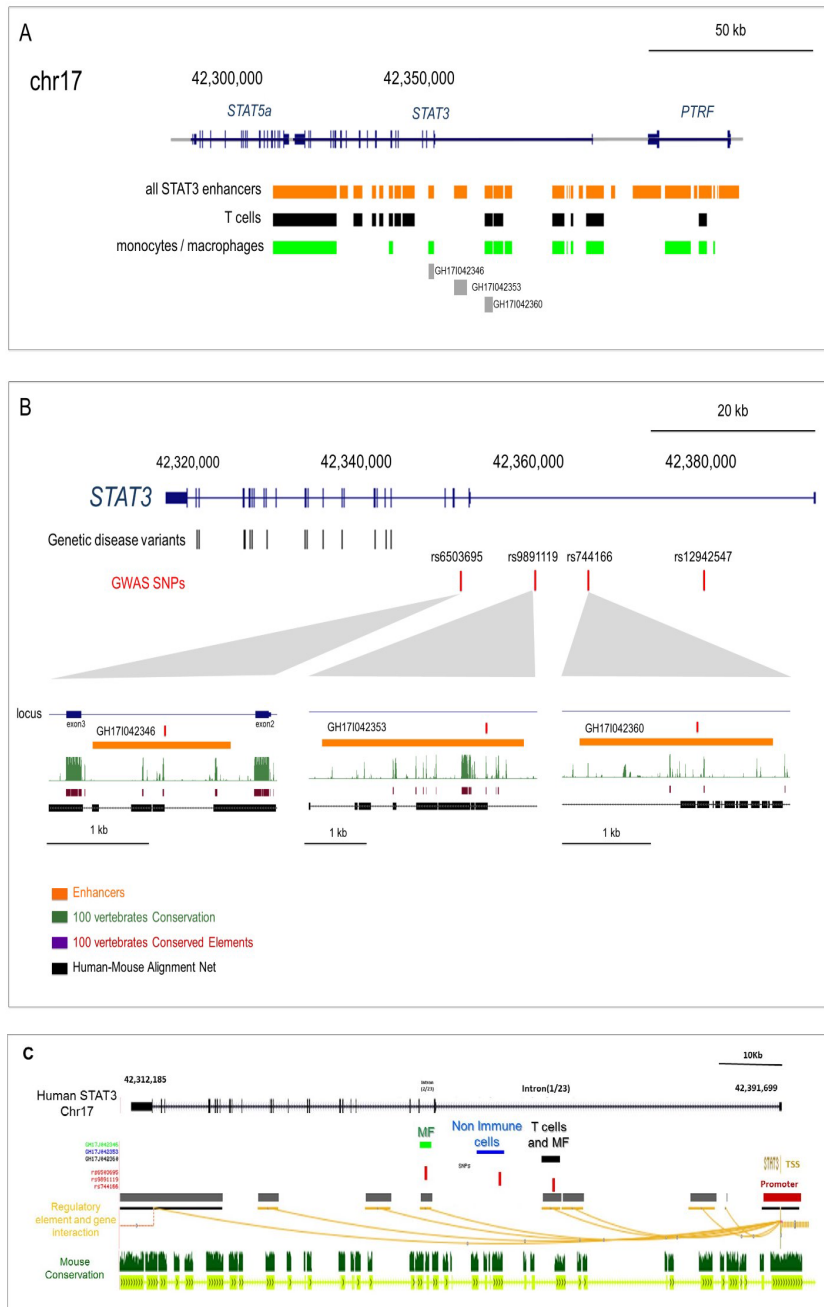 A
50 kb
chr17
42,300,000 42,350,000
STAT5a STAT3 PTRF
all STAT3 enhancers
T cells
monocytes / macrophages
GH17I042346
GH17I042353
GH17I042360
B
20 kb
42,320,000 42,340,000 42,360,000 42,380,000
STAT3
Genetic disease variants
rs6503695 rs9891119 rs744166 rs12942547
GWAS SNPs
locus
exon3 exon2
GH17I042346 GH17I042353 GH17I042360
1 kb 1 kb 1 kb
Enhancers
100 vertebrates Conservation
100 vertebrates Conserved Elements
Human-Mouse Alignment Net
C
10Kb
42,312,185 Intron (2/23) Intron(1/23) 42,391,699
Human STAT3
Chr17
MF Non Immune cells T cells and MF
GH17J042346
GH17J042353
GH17J042360
SNPs
STAT3 TSS
rs6503695
rs9891119
rs744166
Promoter
Regulatory
element and gene
interaction
Mouse
Conservation